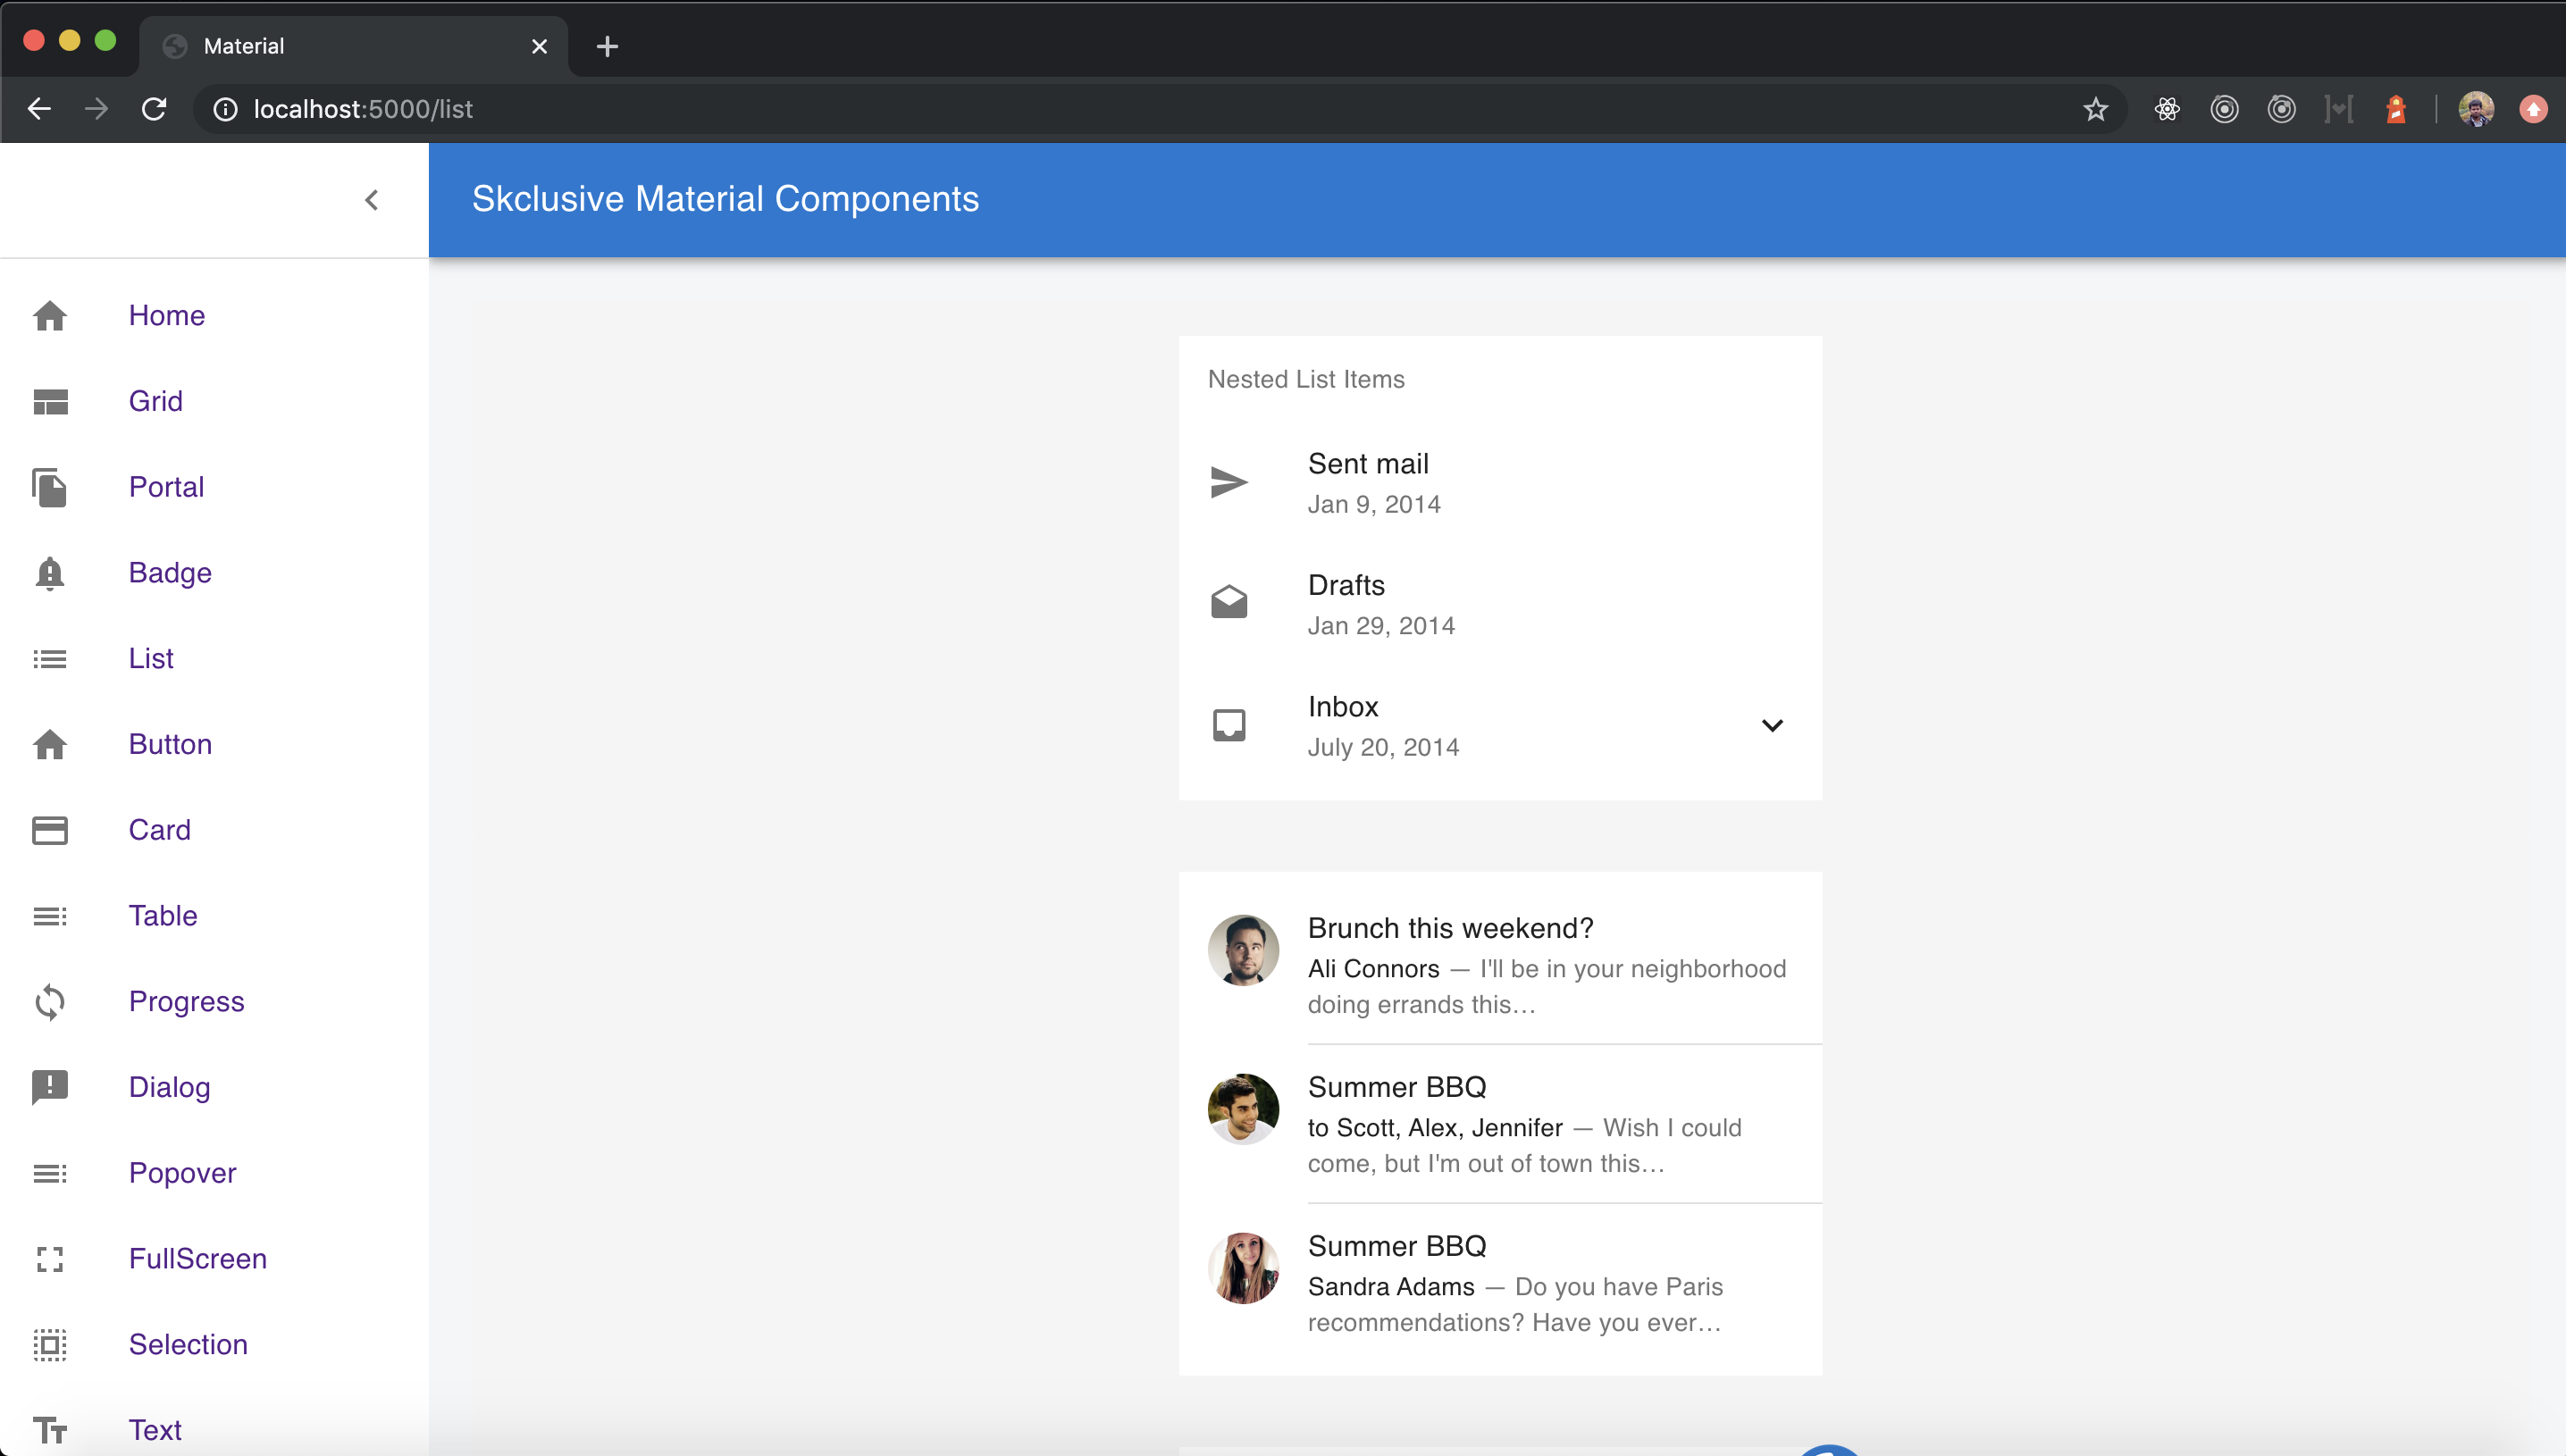 Material
localhost:5000/list
Skclusive Material Components
Home
Grid
Portal
Badge
List
Button
Card
Table
Progress
Dialog
Popover
FullScreen
Selection
Text
Nested List Items
Sent mail
Jan 9, 2014
Drafts
Jan 29, 2014
Inbox
July 20, 2014
Brunch this weekend?
Ali Connors — I'll be in your neighborhood
doing errands this…
Summer BBQ
to Scott, Alex, Jennifer — Wish I could
come, but I'm out of town this…
Summer BBQ
Sandra Adams — Do you have Paris
recommendations? Have you ever…